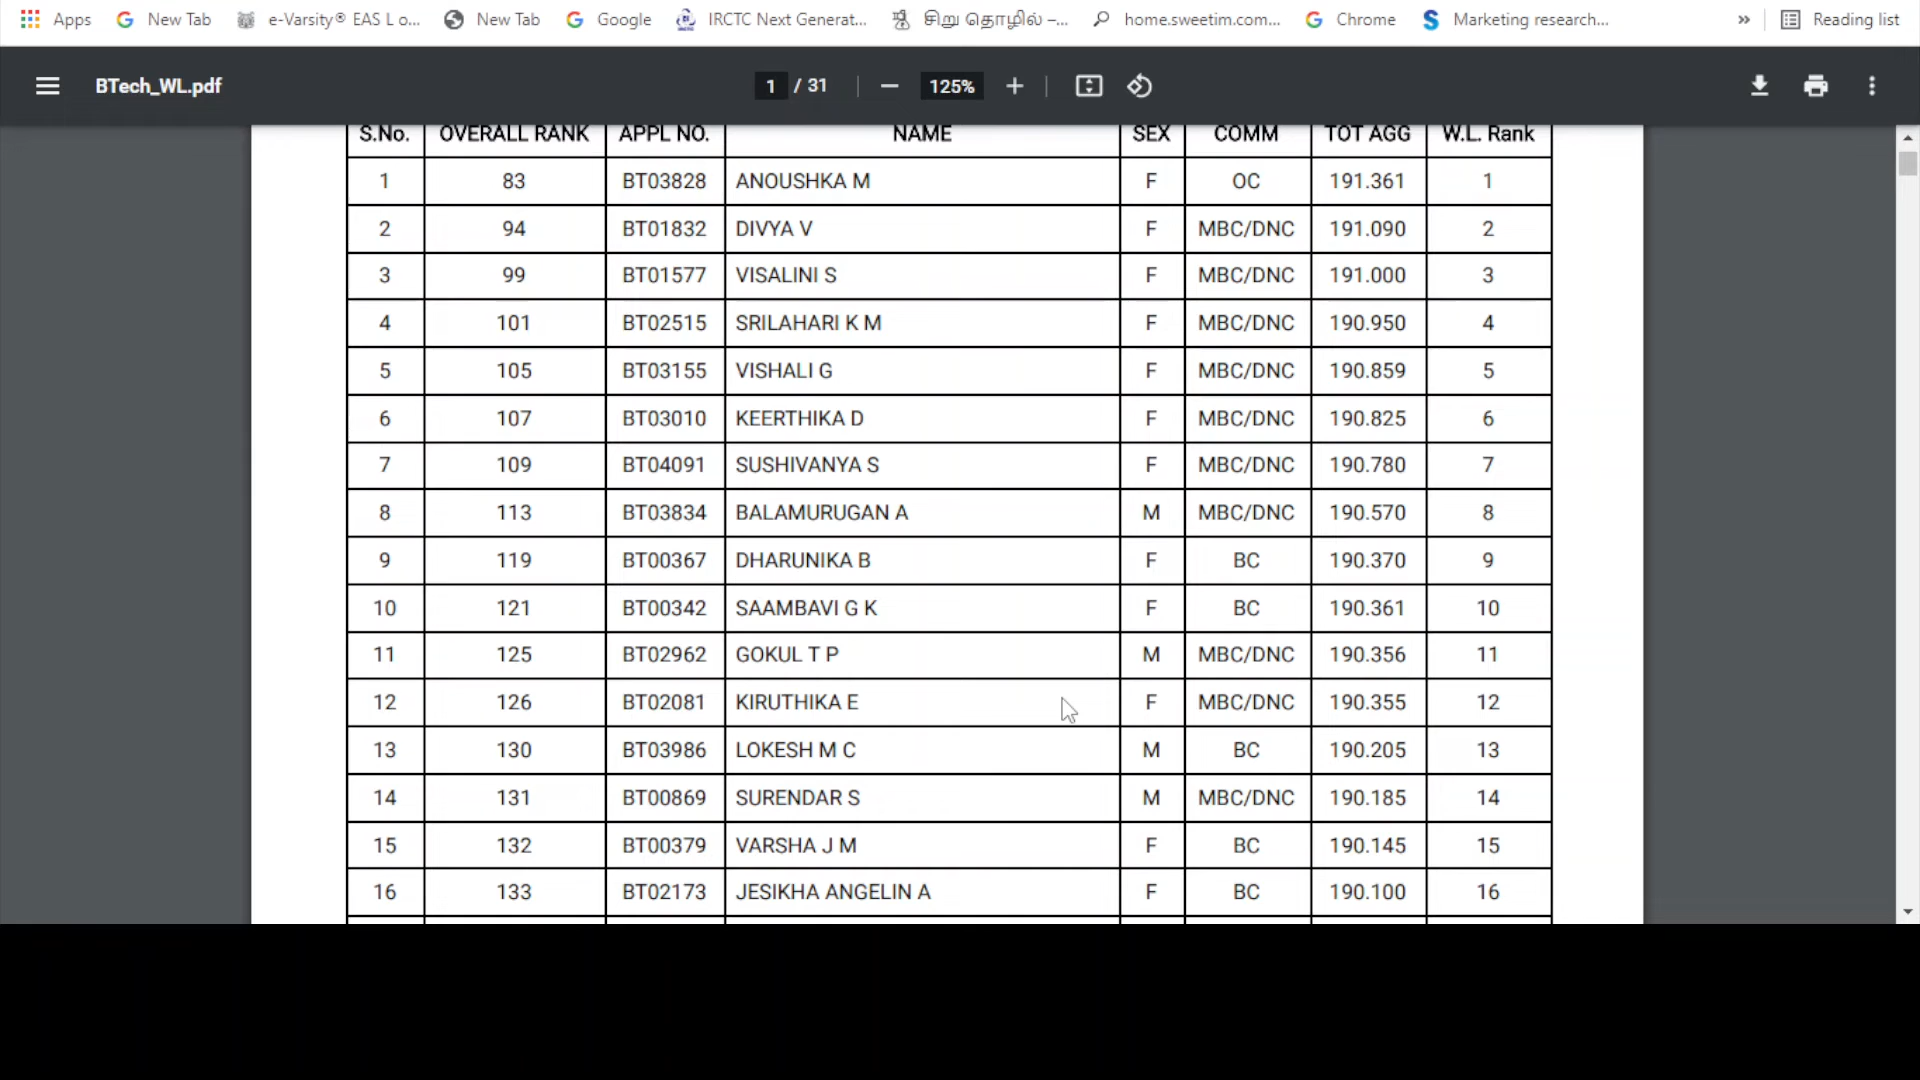 Apps New Tab e-Varsity® EAS L o... New Tab Google IRCTC Next Generat... சிறு தொழில் –... home.sweetim.com... Chrome Marketing research... » Reading list
BTech_WL.pdf 1 / 31 125%
S.No. OVERALL RANK APPL NO. NAME SEX COMM TOT AGG W.L. Rank
1 83 BT03828 ANOUSHKA M F OC 191.361 1
2 94 BT01832 DIVYA V F MBC/DNC 191.090 2
3 99 BT01577 VISALINI S F MBC/DNC 191.000 3
4 101 BT02515 SRILAHARI K M F MBC/DNC 190.950 4
5 105 BT03155 VISHALI G F MBC/DNC 190.859 5
6 107 BT03010 KEERTHIKA D F MBC/DNC 190.825 6
7 109 BT04091 SUSHIVANYA S F MBC/DNC 190.780 7
8 113 BT03834 BALAMURUGAN A M MBC/DNC 190.570 8
9 119 BT00367 DHARUNIKA B F BC 190.370 9
10 121 BT00342 SAAMBAVI G K F BC 190.361 10
11 125 BT02962 GOKUL T P M MBC/DNC 190.356 11
12 126 BT02081 KIRUTHIKA E F MBC/DNC 190.355 12
13 130 BT03986 LOKESH M C M BC 190.205 13
14 131 BT00869 SURENDAR S M MBC/DNC 190.185 14
15 132 BT00379 VARSHA J M F BC 190.145 15
16 133 BT02173 JESIKHA ANGELIN A F BC 190.100 16